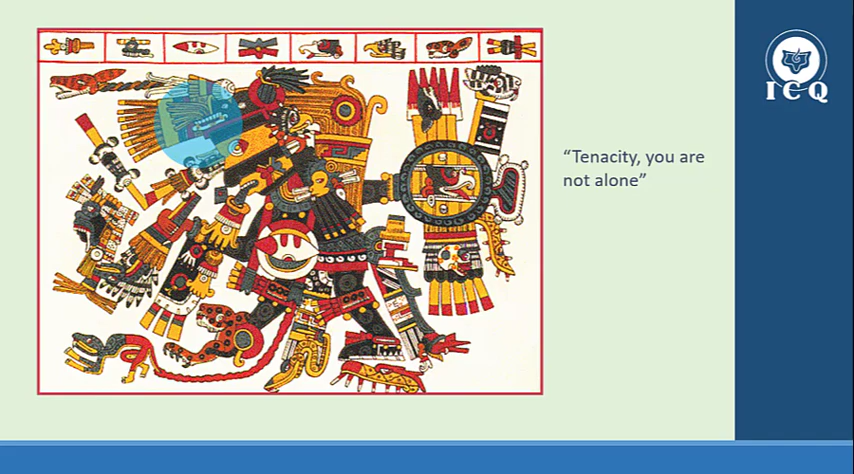 ICQ
“Tenacity, you are
not alone”